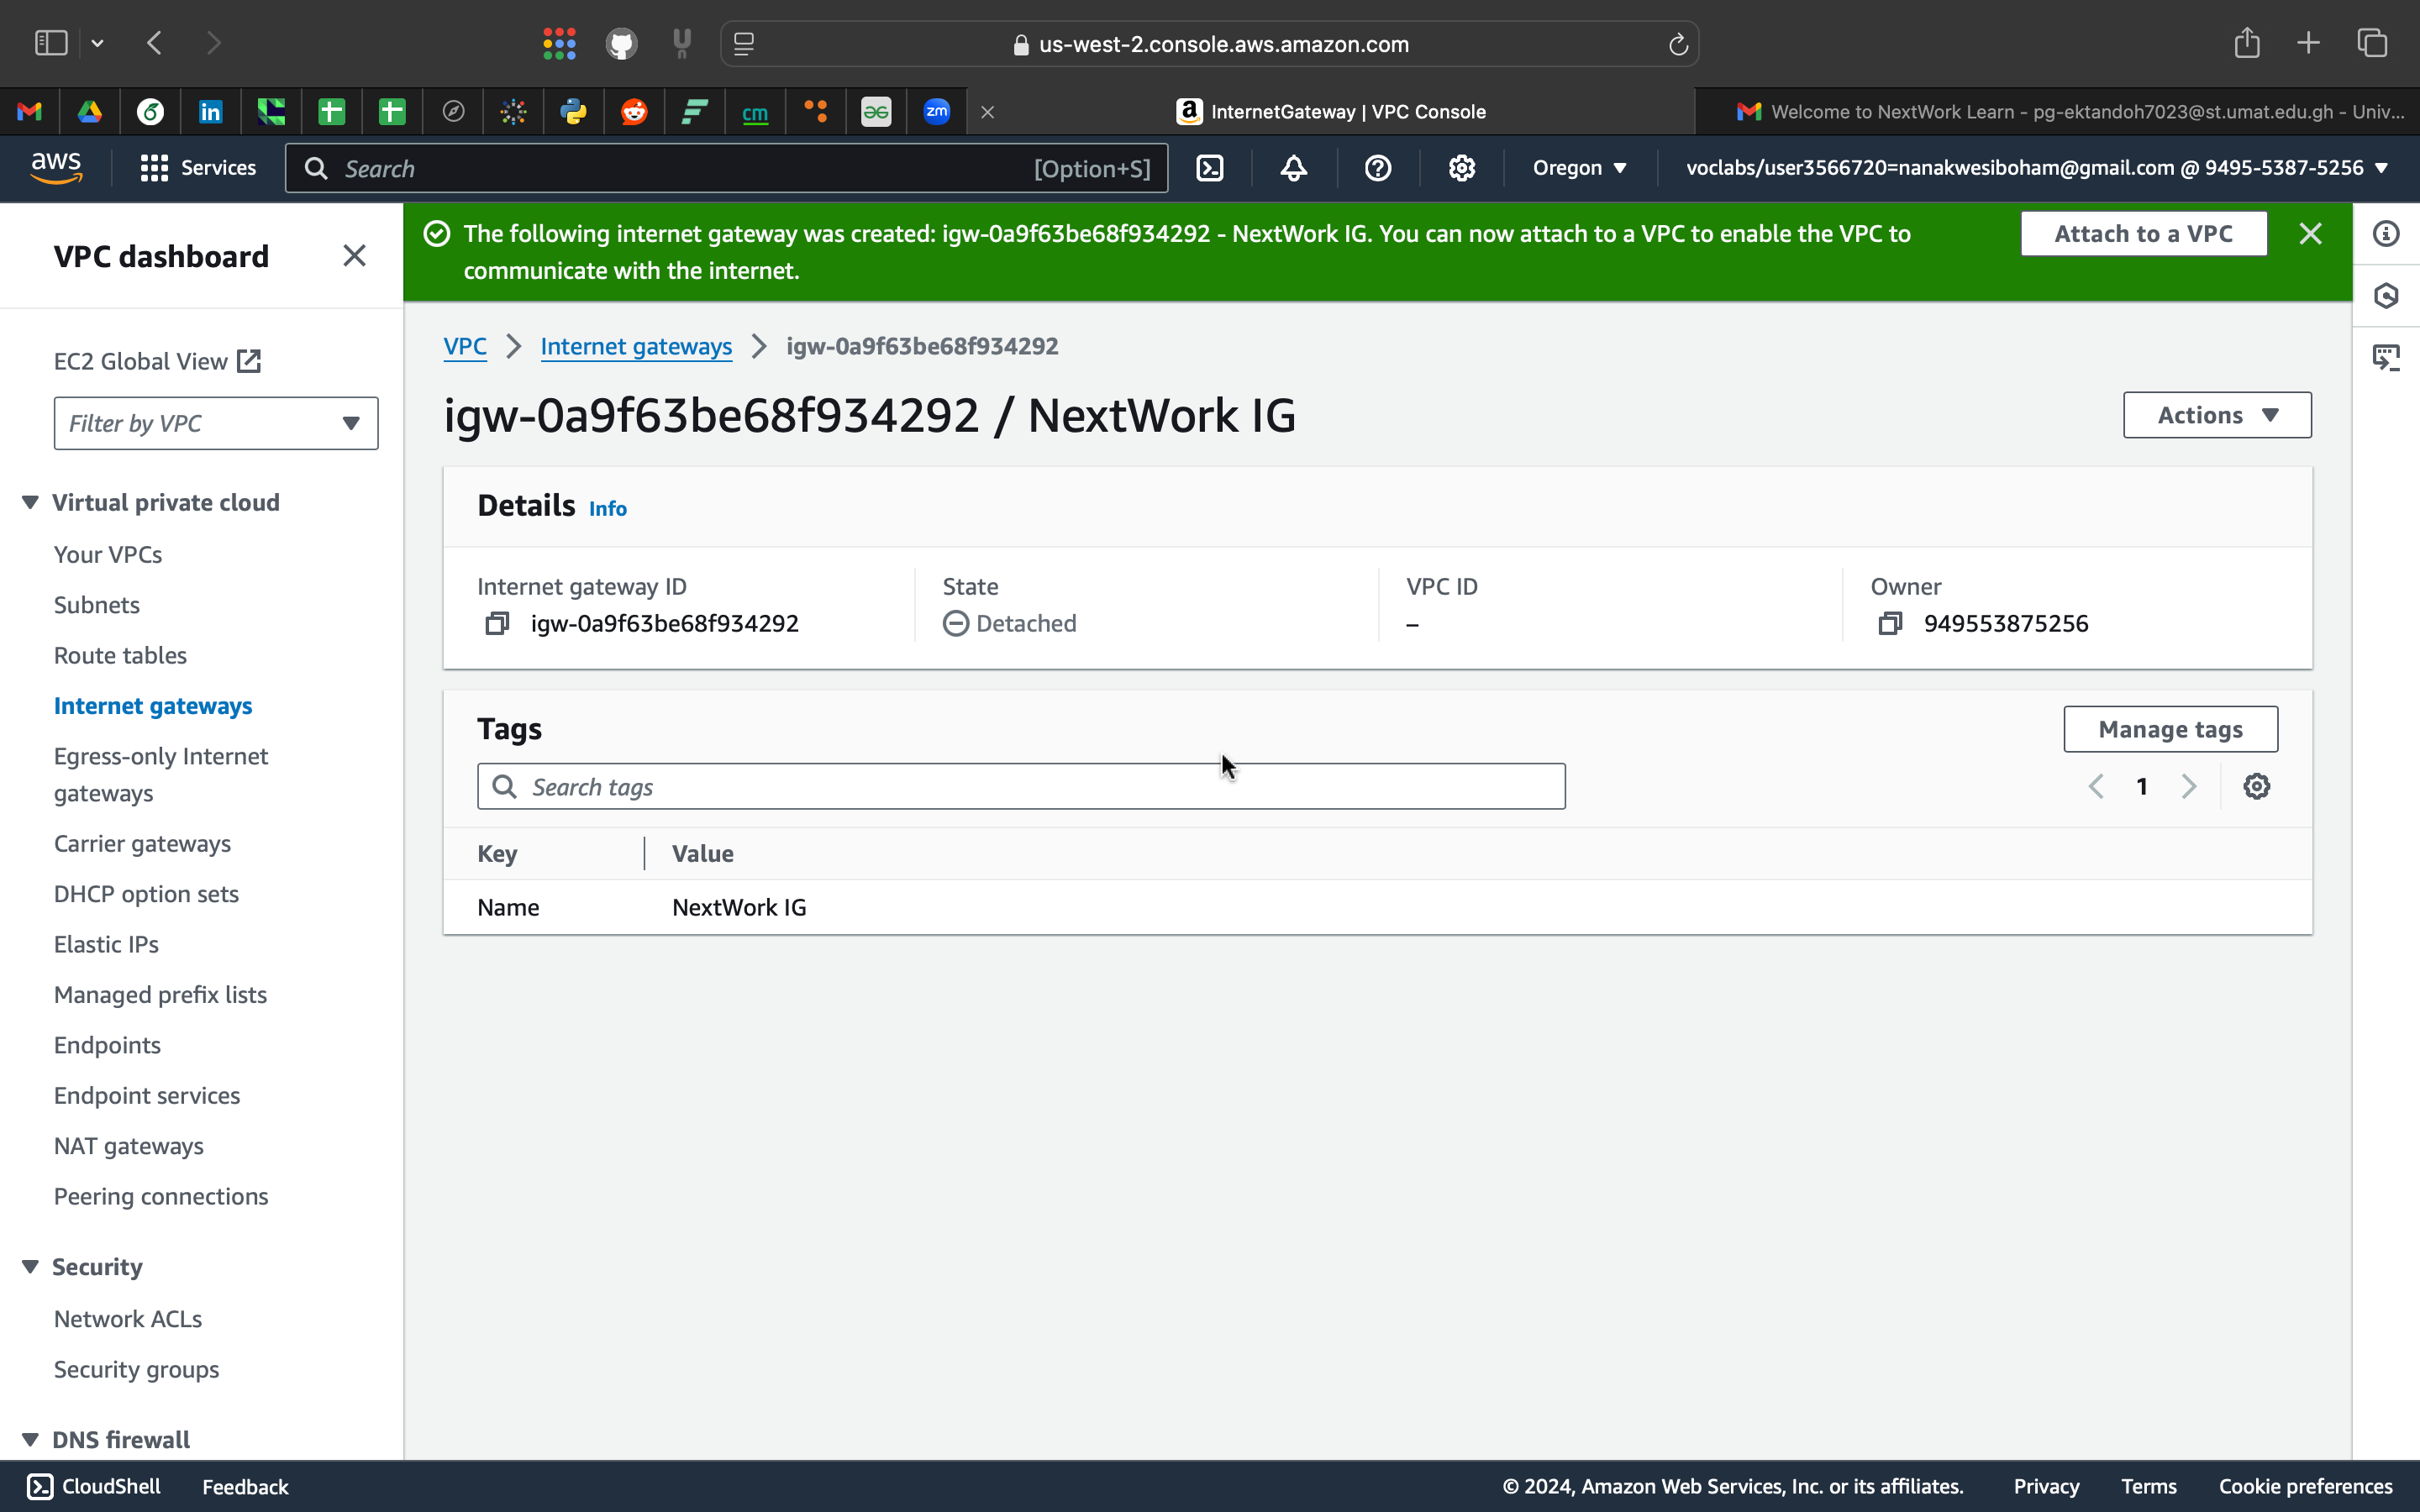 us-west-2.console.aws.amazon.com
InternetGateway | VPC Console
Welcome to NextWork Learn - pg-ektandoh7023@st.umat.edu.gh - Univ...
aws
Services
Search
[Option+S]
Oregon
voclabs/user3566720=nanakwesiboham@gmail.com @ 9495-5387-5256
VPC dashboard
EC2 Global View
Filter by VPC
Virtual private cloud
Your VPCs
Subnets
Route tables
Internet gateways
Egress-only Internet
gateways
Carrier gateways
DHCP option sets
Elastic IPs
Managed prefix lists
Endpoints
Endpoint services
NAT gateways
Peering connections
Security
Network ACLs
Security groups
DNS firewall
The following internet gateway was created: igw-0a9f63be68f934292 - NextWork IG. You can now attach to a VPC to enable the VPC to
communicate with the internet.
Attach to a VPC
VPC
Internet gateways
igw-0a9f63be68f934292
igw-0a9f63be68f934292 / NextWork IG
Actions
Details Info
Internet gateway ID
igw-0a9f63be68f934292
State
Detached
VPC ID
–
Owner
949553875256
Tags
Manage tags
Search tags
1
Key
Value
Name
NextWork IG
CloudShell
Feedback
© 2024, Amazon Web Services, Inc. or its affiliates.
Privacy
Terms
Cookie preferences